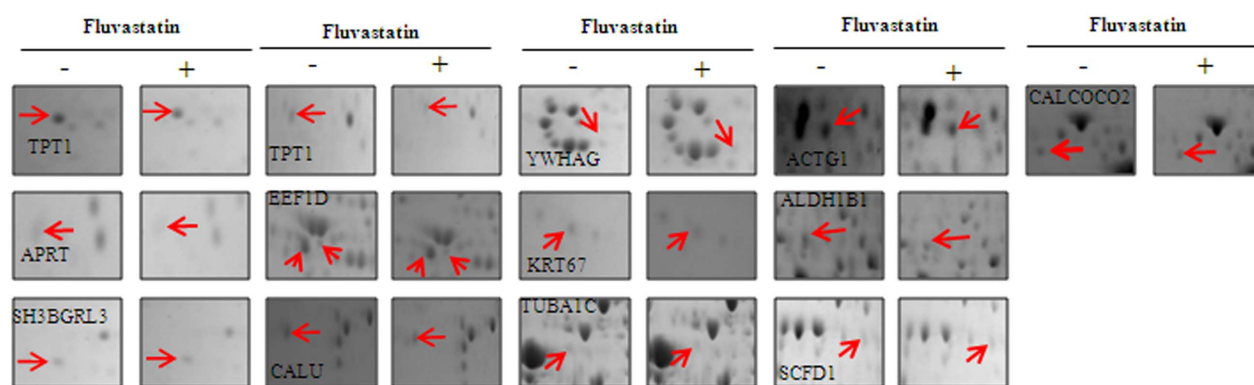 Fluvastatin Fluvastatin Fluvastatin Fluvastatin Fluvastatin
- + - + - + - + - +
TPT1 TPT1 YWHAG ACTG1 CALCOCO2
APRT EEF1D KRT67 ALDH1B1
SH3BGRL3 CALU TUBA1C SCFD1